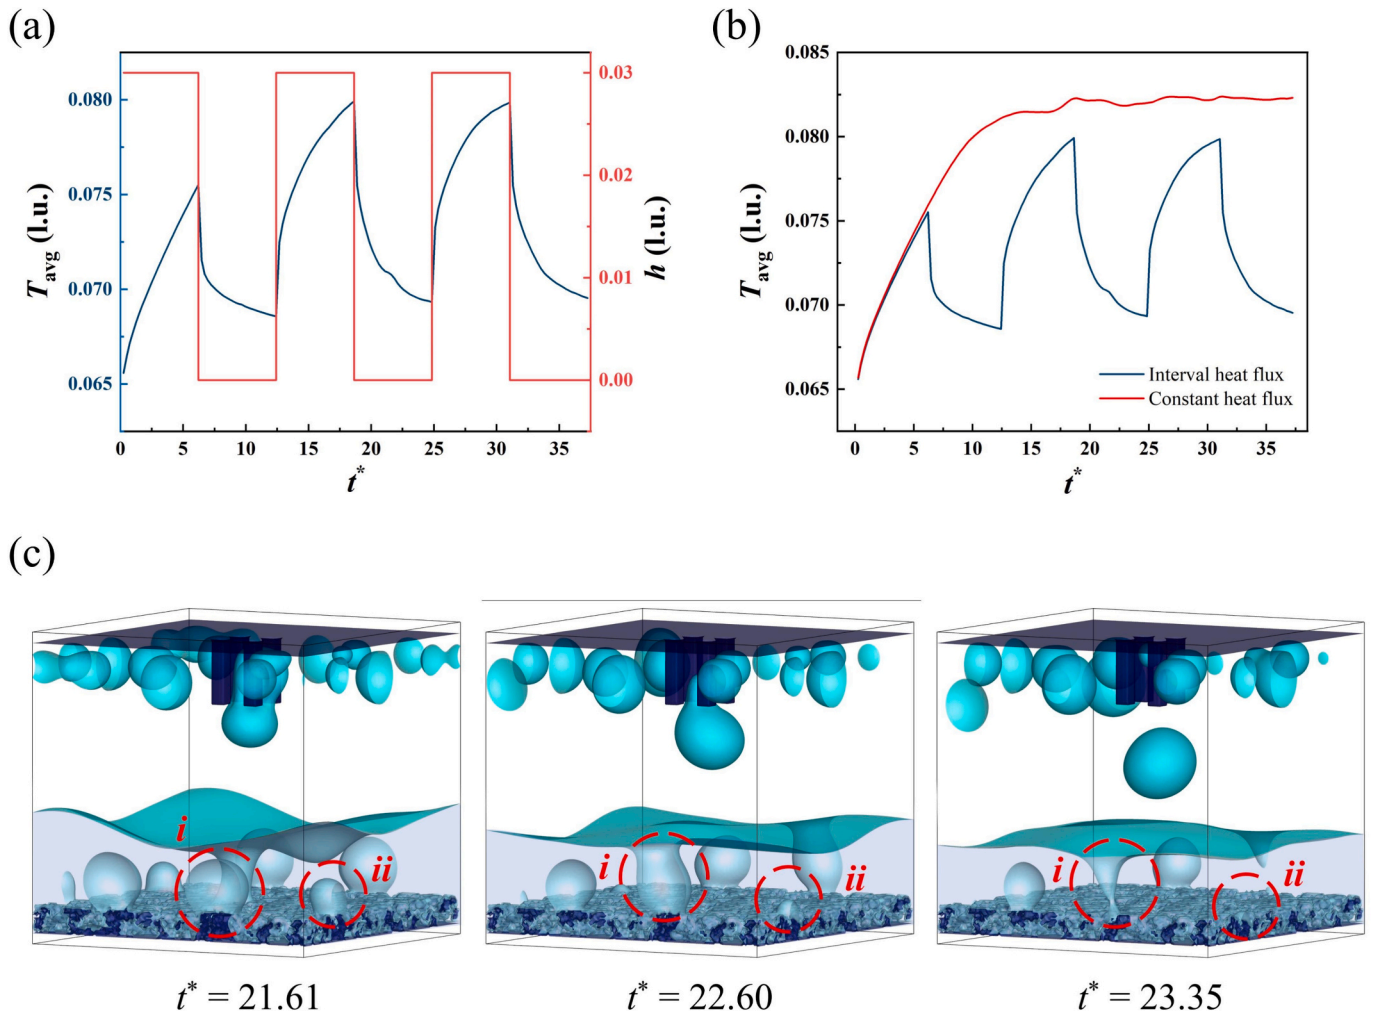 (a)
0.080
0.075
0.070
0.065
T_avg (l.u.)
0.03
0.02
0.01
0.00
h (l.u.)
0 5 10 15 20 25 30 35
t*
(b)
0.085
0.080
0.075
0.070
0.065
T_avg (l.u.)
Interval heat flux
Constant heat flux
0 5 10 15 20 25 30 35
t*
(c)
i
ii
i
ii
i
ii
t* = 21.61
t* = 22.60
t* = 23.35